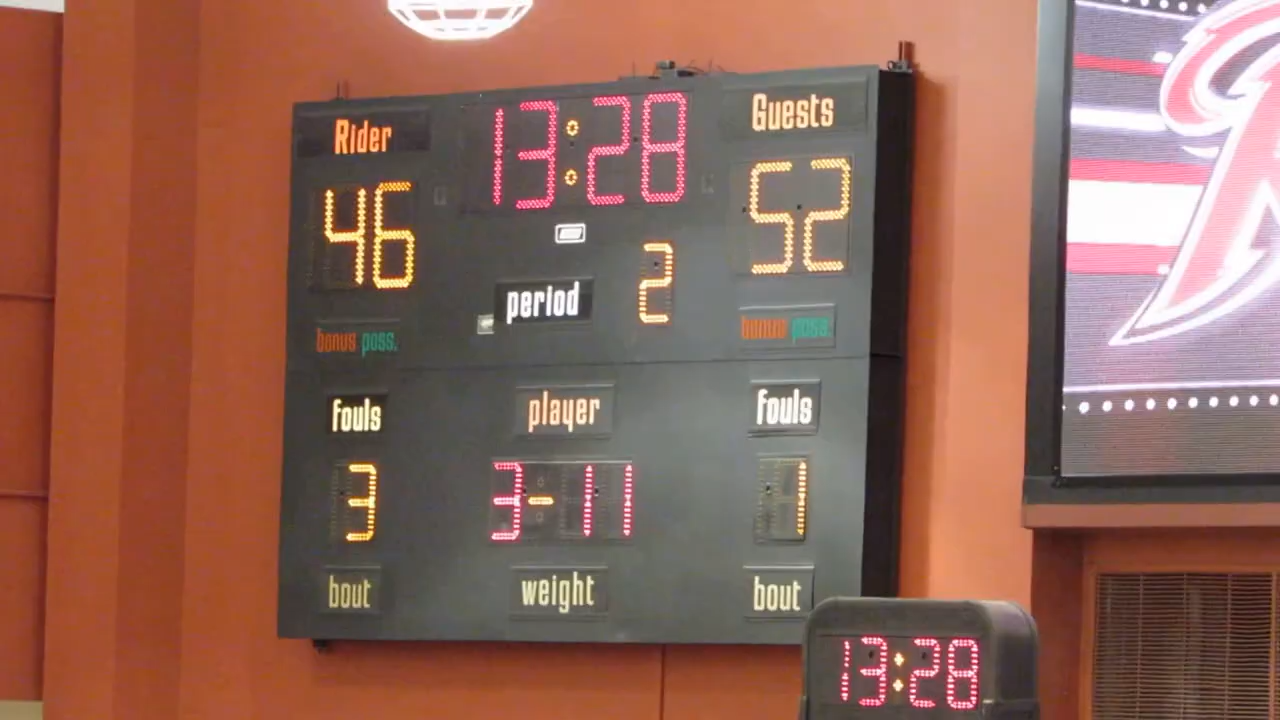 Rider 13:28 Guests
46 52
period 2
bonus poss. bonus poss.
fouls player fouls
3 3-11 1
bout weight bout
13:28